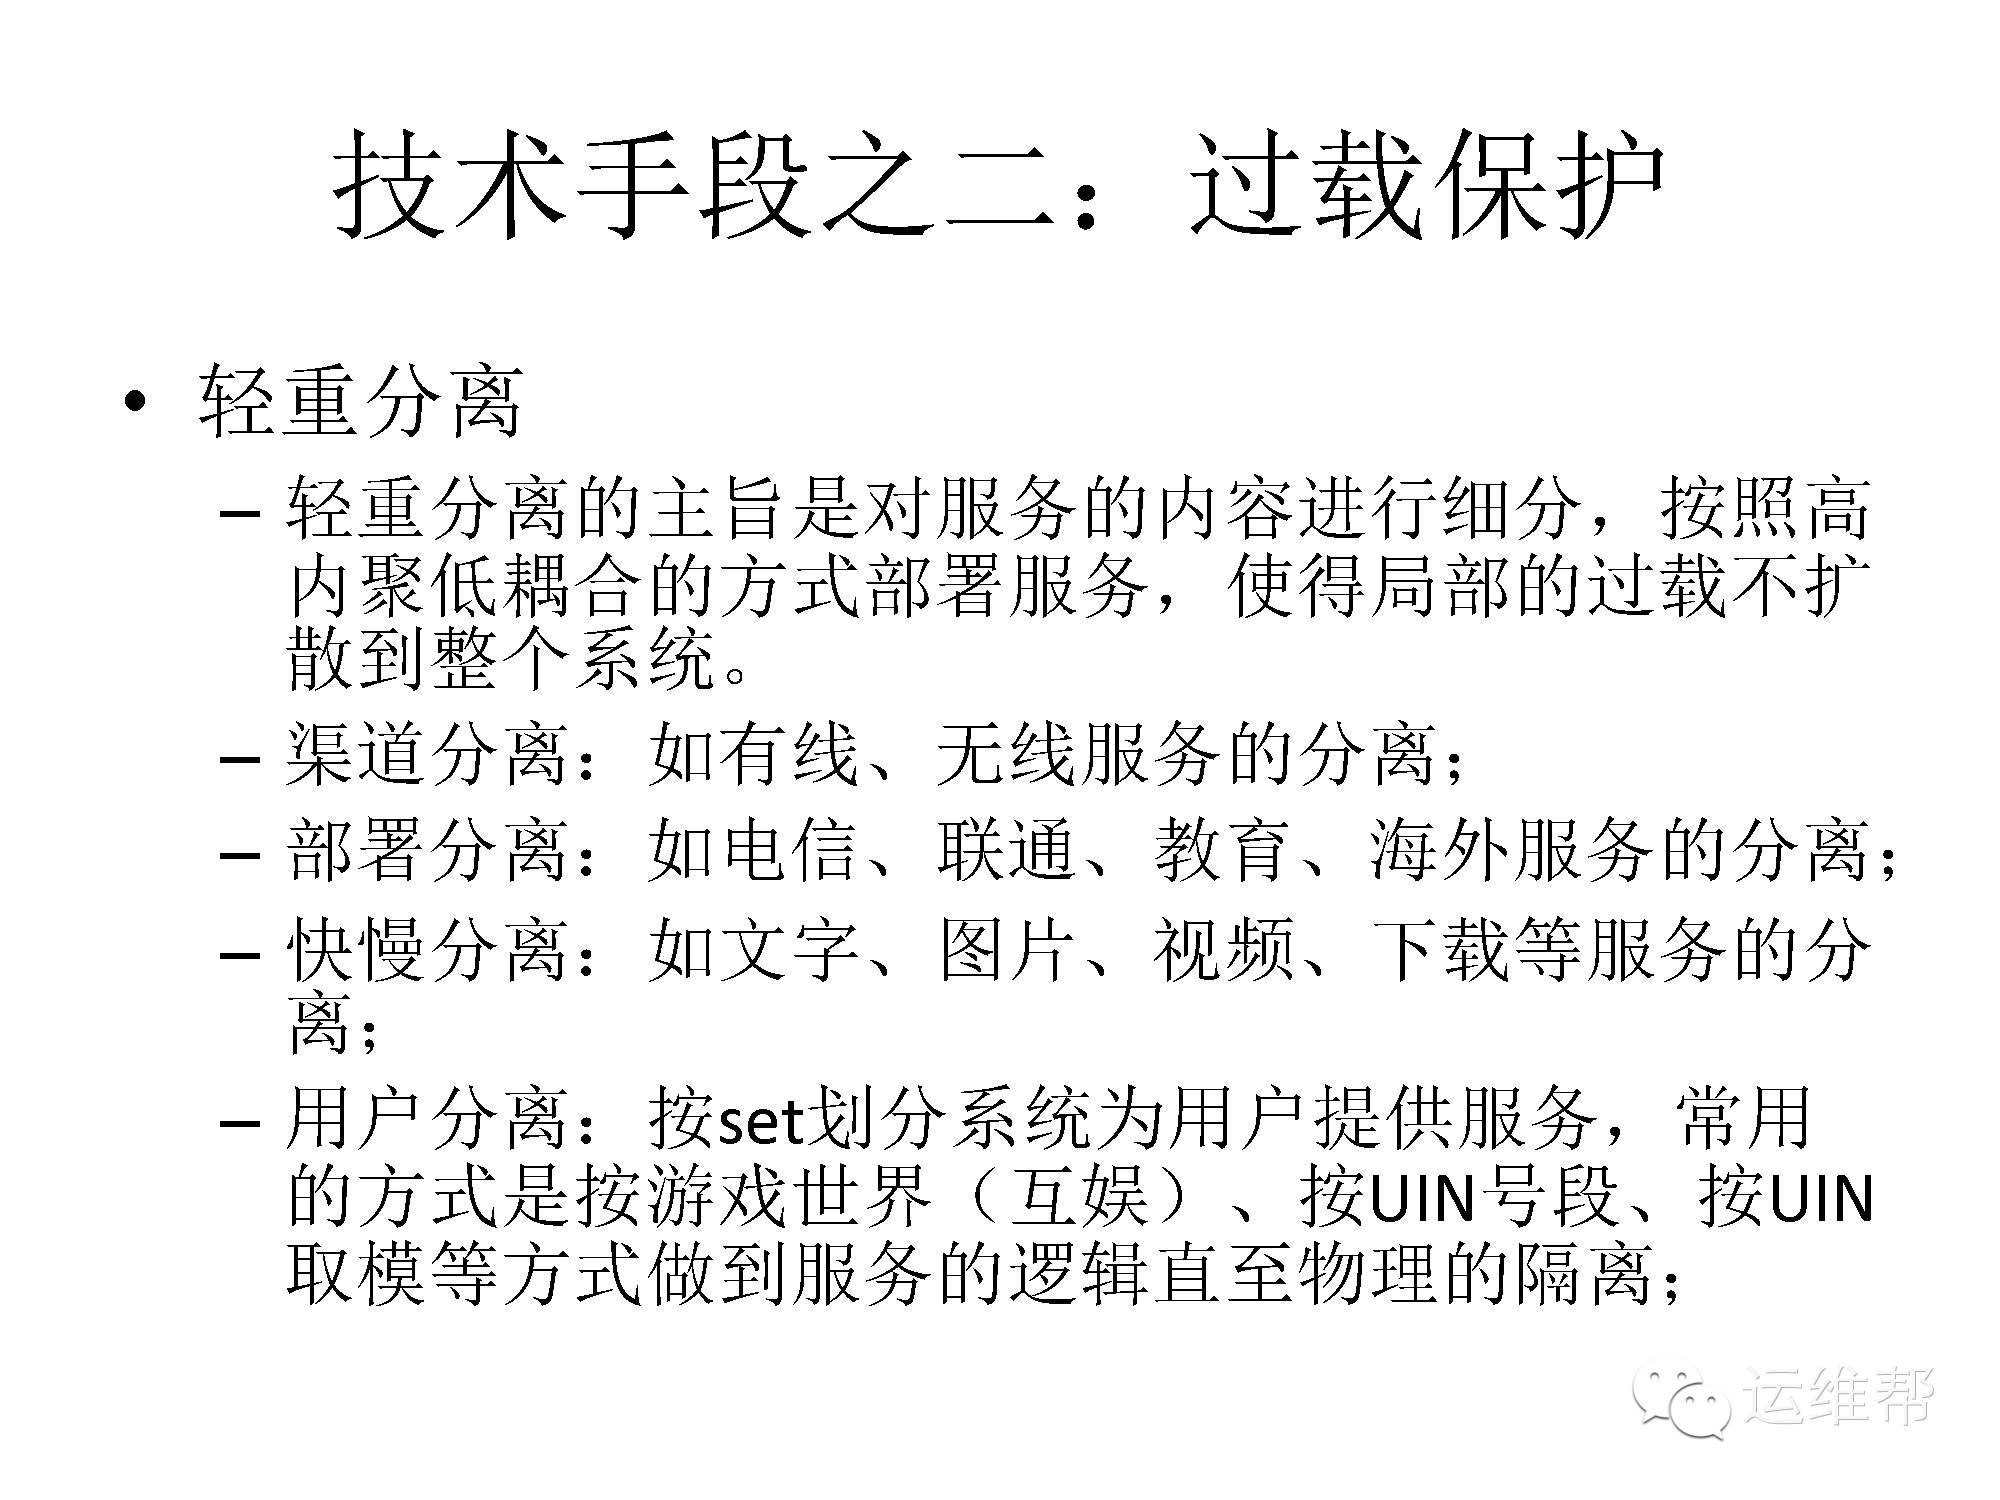 技术手段之二：过载保护
• 轻重分离
– 轻重分离的主旨是对服务的内容进行细分，按照高
内聚低耦合的方式部署服务，使得局部的过载不扩
散到整个系统。
– 渠道分离：如有线、无线服务的分离；
– 部署分离：如电信、联通、教育、海外服务的分离；
– 快慢分离：如文字、图片、视频、下载等服务的分
离；
– 用户分离：按set划分系统为用户提供服务，常用
的方式是按游戏世界（互娱）、按UIN号段、按UIN
取模等方式做到服务的逻辑直至物理的隔离；
运维帮